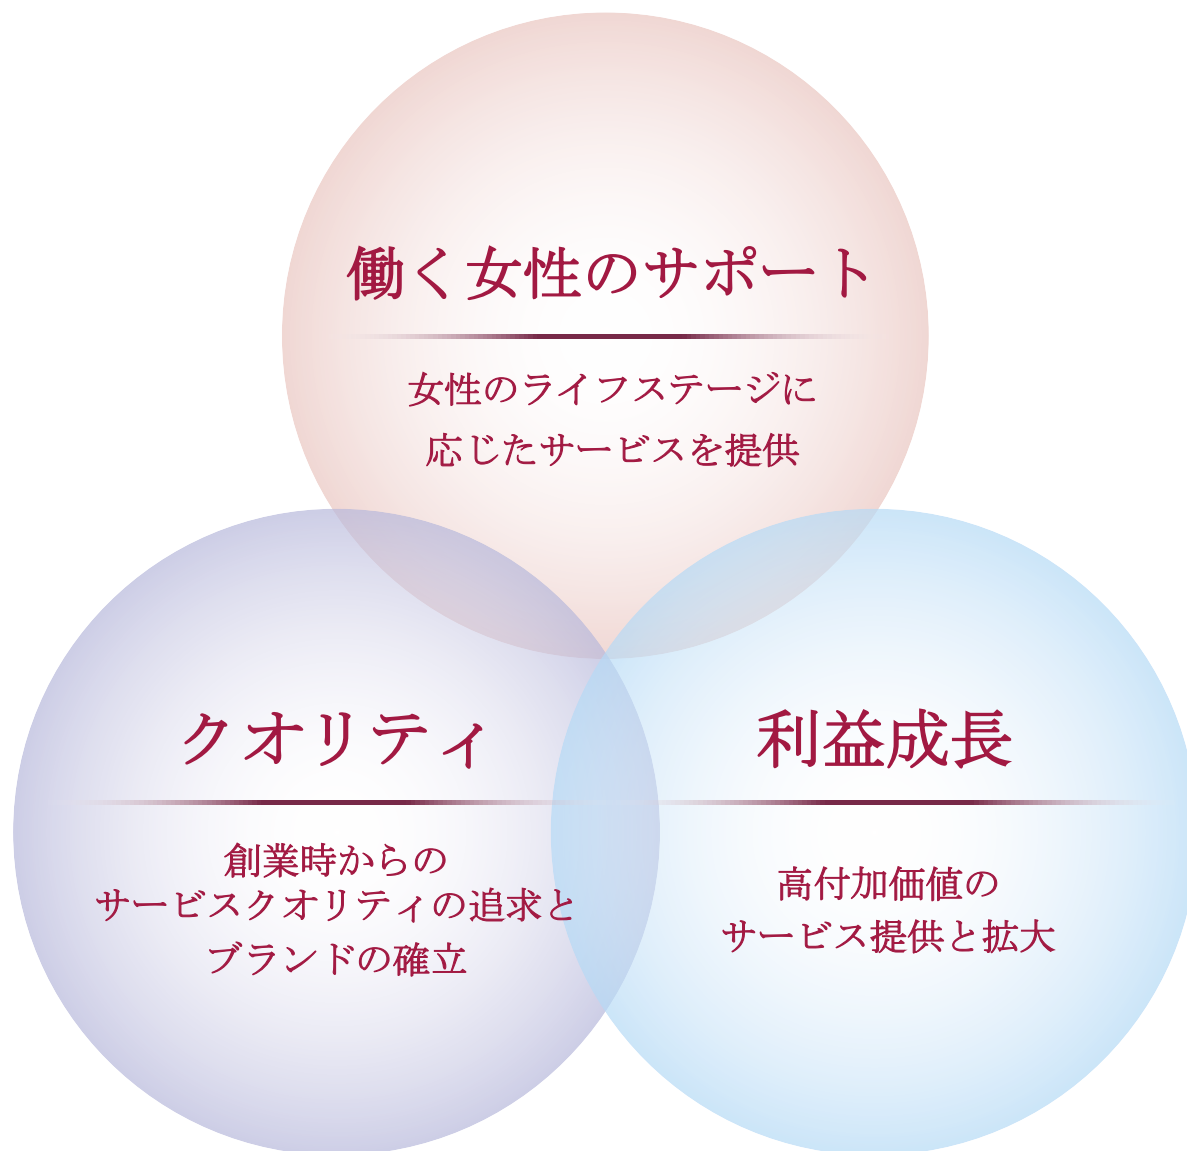 働く女性のサポート
女性のライフステージに
応じたサービスを提供
クオリティ
創業時からの
サービスクオリティの追求と
ブランドの確立
利益成長
高付加価値の
サービス提供と拡大